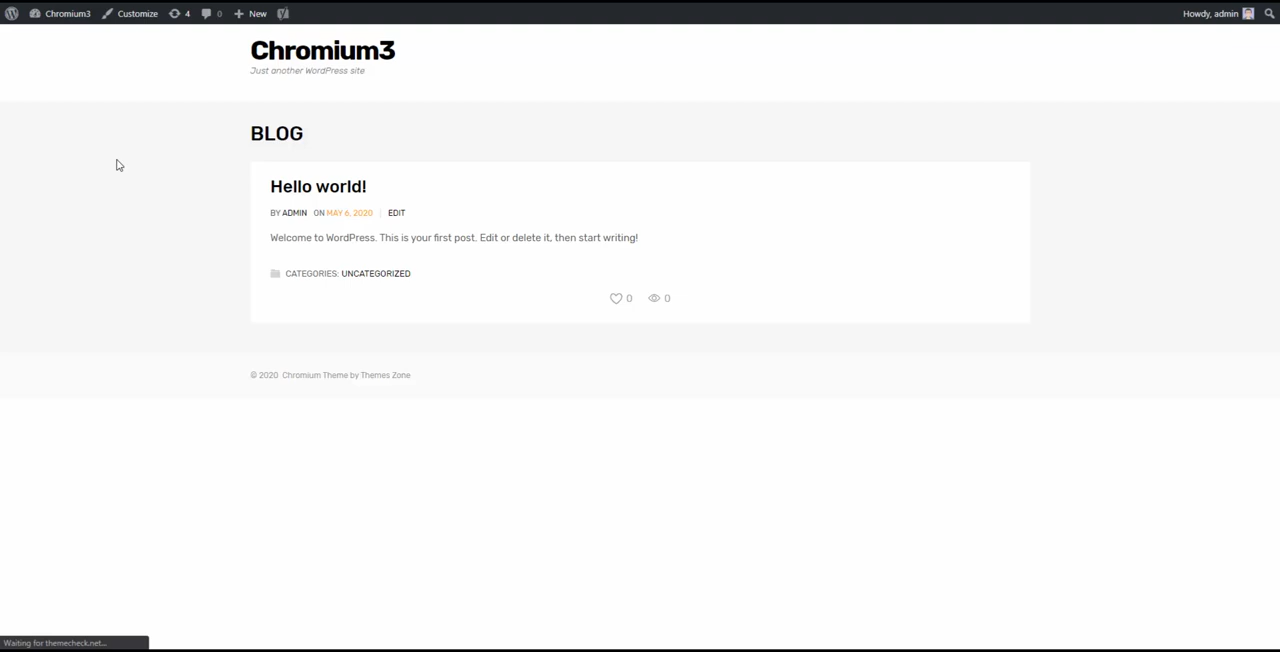 Chromium3 Customize 4 0 New Howdy, admin
Chromium3
Just another WordPress site
BLOG
Hello world!
BY ADMIN ON MAY 6, 2020 EDIT
Welcome to WordPress. This is your first post. Edit or delete it, then start writing!
CATEGORIES: UNCATEGORIZED
0 0
© 2020 Chromium Theme by Themes Zone
Waiting for themecheck.net...